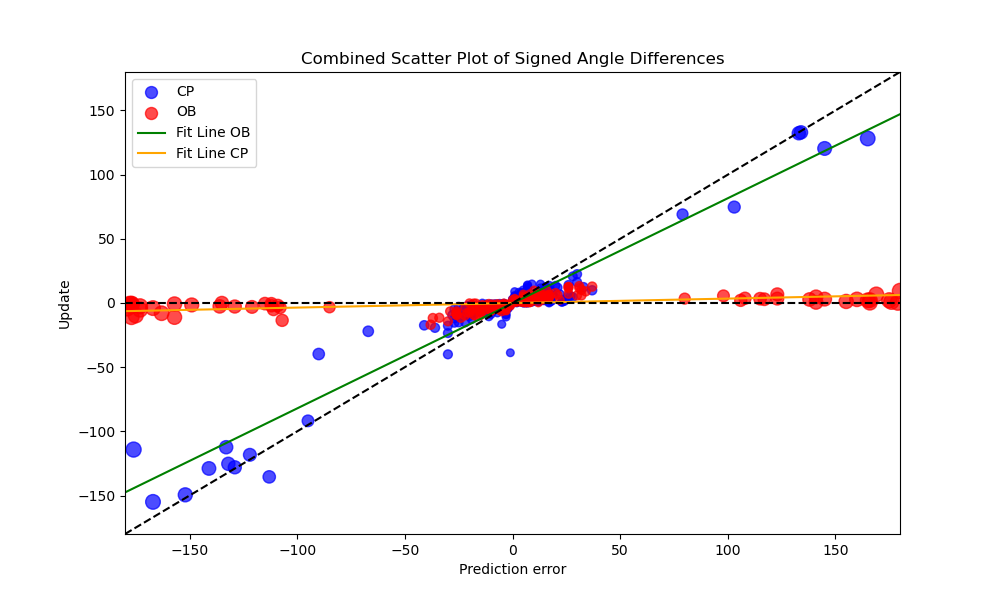 Combined Scatter Plot of Signed Angle Differences
CP
OB
Fit Line OB
Fit Line CP
150
100
50
0
−50
−100
−150
Update
−150
−100
−50
0
50
100
150
Prediction error